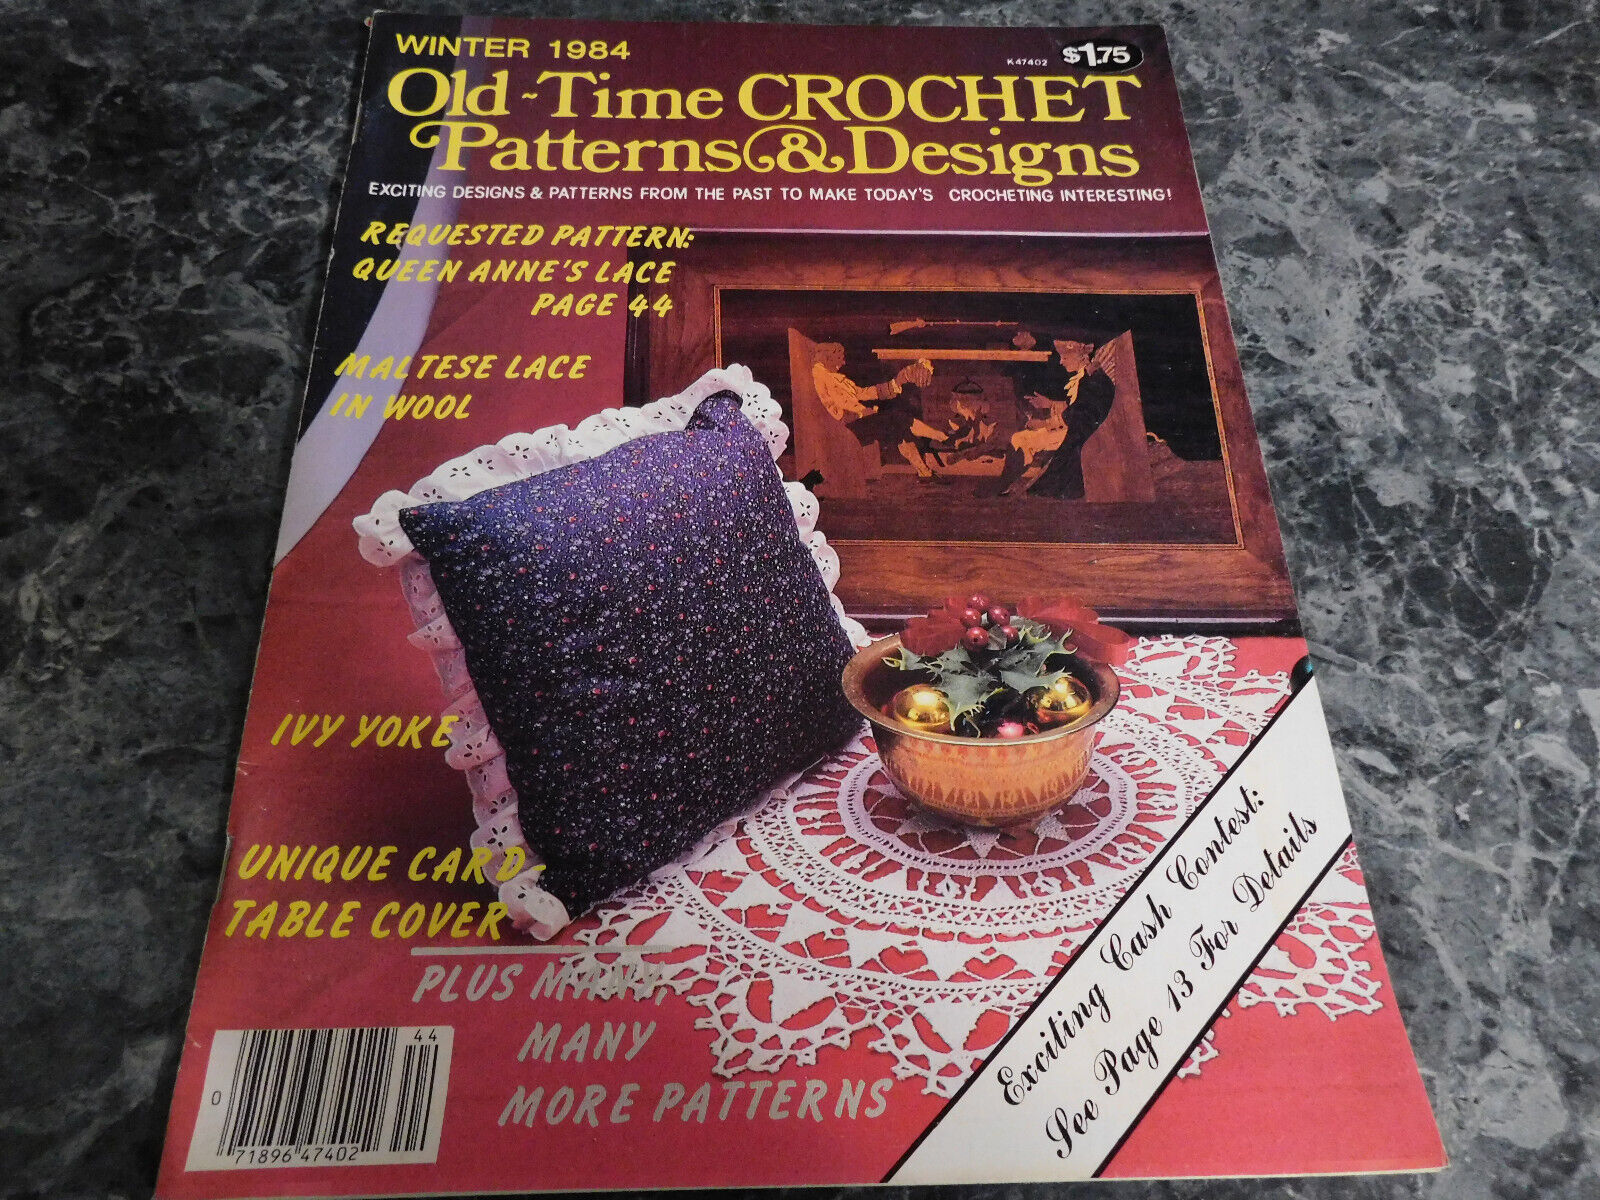 WINTER 1984
K47402
$1.75
Old-Time CROCHET
Patterns & Designs
EXCITING DESIGNS & PATTERNS FROM THE PAST TO MAKE TODAY'S CROCHETING INTERESTING!
REQUESTED PATTERN:
QUEEN ANNE'S LACE
PAGE 44
MALTESE LACE
IN WOOL
IVY YOKE
UNIQUE CARD-
TABLE COVER
PLUS MANY,
MANY
MORE PATTERNS
Exciting Cash Contest:
See Page 13 For Details
44
0 71896 47402